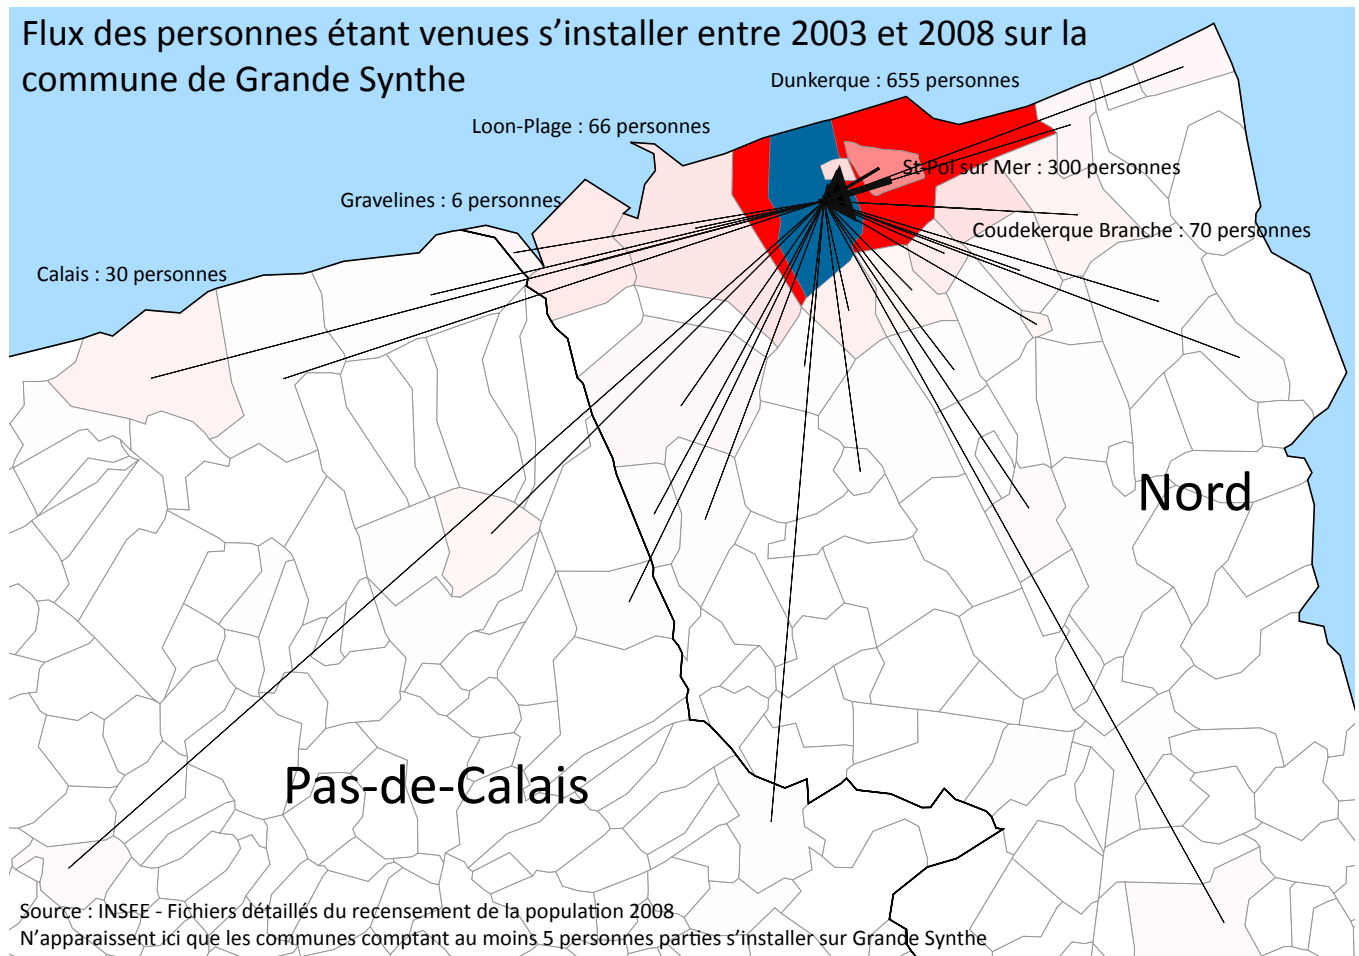 Flux des personnes étant venues s’installer entre 2003 et 2008 sur la
commune de Grande Synthe
Dunkerque : 655 personnes
Loon-Plage : 66 personnes
St-Pol sur Mer : 300 personnes
Gravelines : 6 personnes
Coudekerque Branche : 70 personnes
Calais : 30 personnes
Nord
Pas-de-Calais
Source : INSEE - Fichiers détaillés du recensement de la population 2008
N’apparaissent ici que les communes comptant au moins 5 personnes parties s’installer sur Grande Synthe